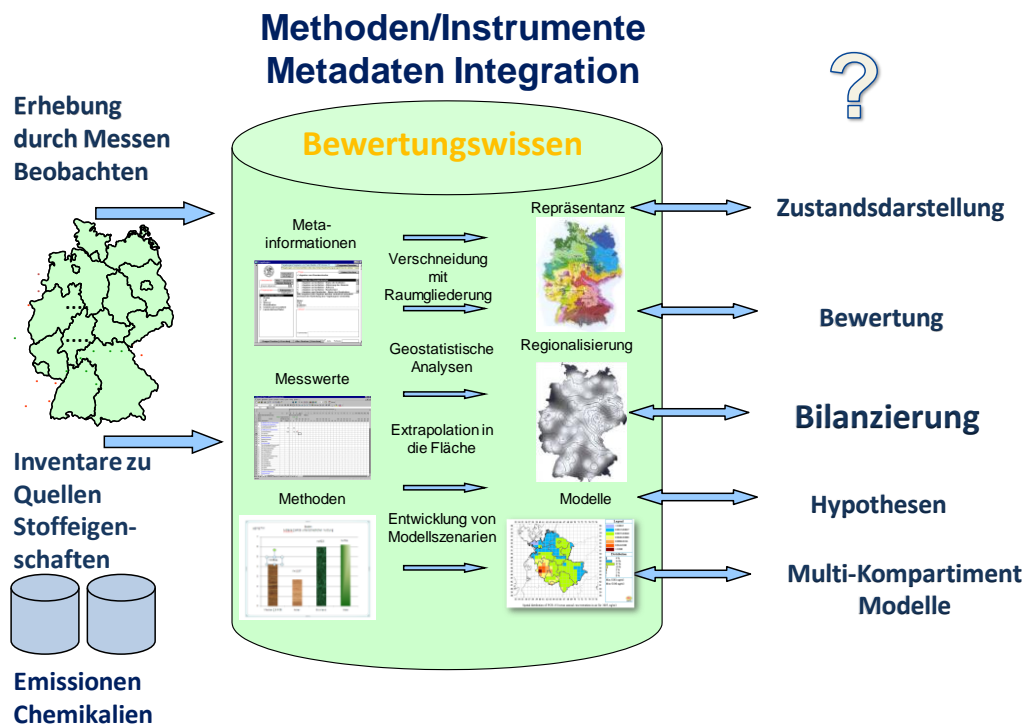 Methoden/Instrumente
Metadaten Integration
Erhebung
durch Messen
Beobachten
Inventare zu
Quellen
Stoffeigen-
schaften
Emissionen
Chemikalien
Bewertungswissen
Meta-
informationen
Messwerte
Methoden
Verschneidung
mit
Raumgliederung
Geostatistische
Analysen
Extrapolation in
die Fläche
Entwicklung von
Modellszenarien
Repräsentanz
Regionalisierung
Modelle
?
Zustandsdarstellung
Bewertung
Bilanzierung
Hypothesen
Multi-Kompartiment
Modelle